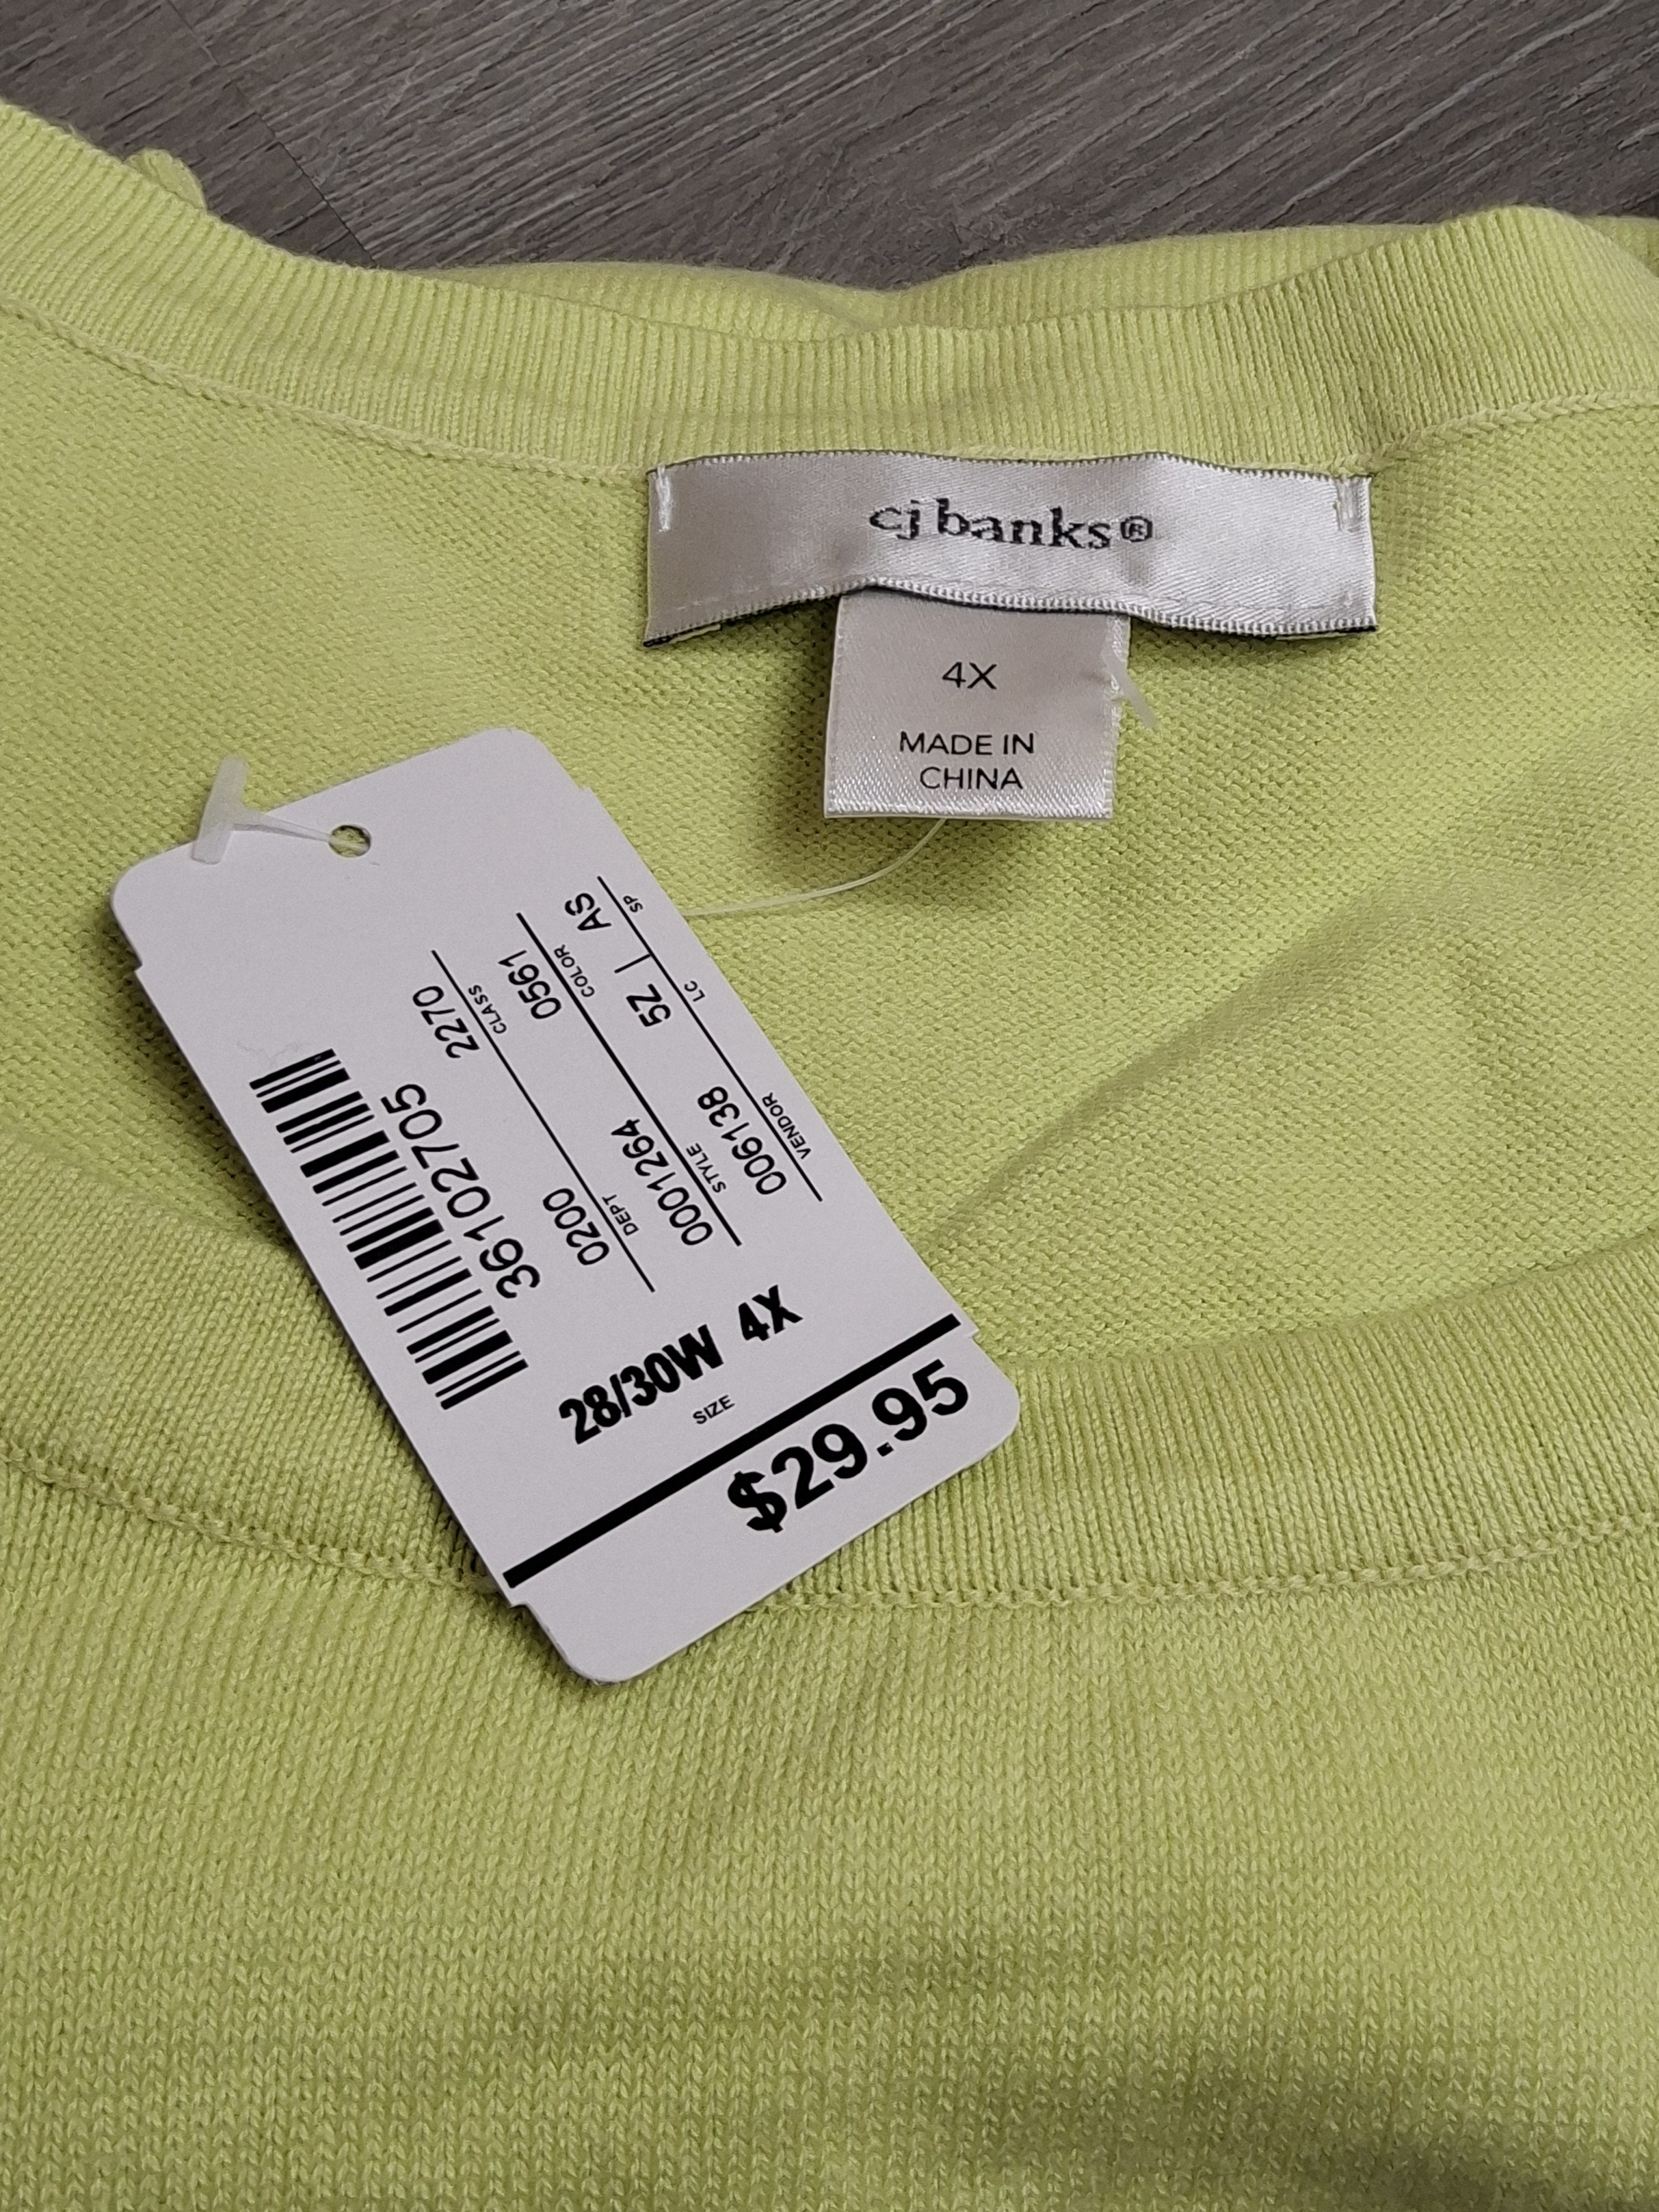 cj banks®
4X
MADE IN
CHINA
36102705
2270
CLASS
0200
DEPT
0561
COLOR
0001264
STYLE
5Z
LC
AS
SP
006138
VENDOR
28/30W 4X
SIZE
$29.95